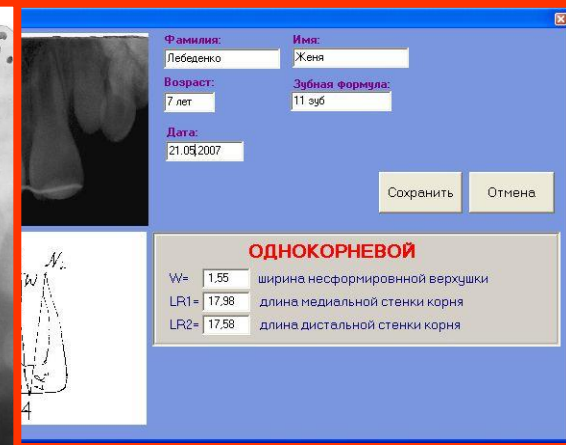 Фамилия: Имя:
Лебеденко Женя
Возраст: Зубная формула:
7 лет 11 зуб
Дата:
21.05.2007
Сохранить Отмена
ОДНОКОРНЕВОЙ
W= 1,55 ширина несформировнной верхушки
LR1= 17,98 длина медиальной стенки корня
LR2= 17,58 длина дистальной стенки корня
W
4